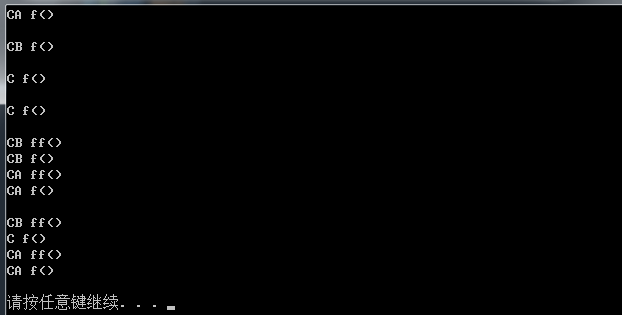 CA f()
CB f()
C f()
C f()
CB ff()
CB f()
CA ff()
CA f()
CB ff()
C f()
CA ff()
CA f()
请按任意键继续. . .